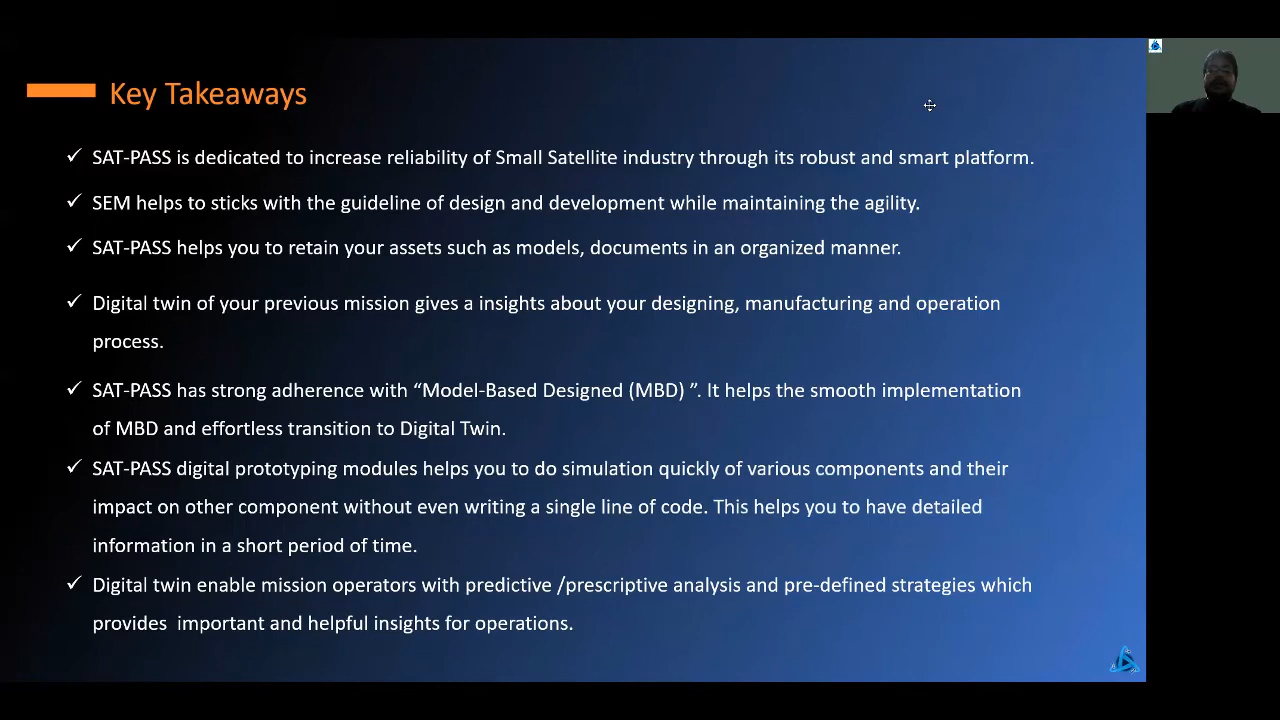 Key Takeaways
✓ SAT-PASS is dedicated to increase reliability of Small Satellite industry through its robust and smart platform.
✓ SEM helps to sticks with the guideline of design and development while maintaining the agility.
✓ SAT-PASS helps you to retain your assets such as models, documents in an organized manner.
✓ Digital twin of your previous mission gives a insights about your designing, manufacturing and operation
process.
✓ SAT-PASS has strong adherence with “Model-Based Designed (MBD) ”. It helps the smooth implementation
of MBD and effortless transition to Digital Twin.
✓ SAT-PASS digital prototyping modules helps you to do simulation quickly of various components and their
impact on other component without even writing a single line of code. This helps you to have detailed
information in a short period of time.
✓ Digital twin enable mission operators with predictive /prescriptive analysis and pre-defined strategies which
provides  important and helpful insights for operations.